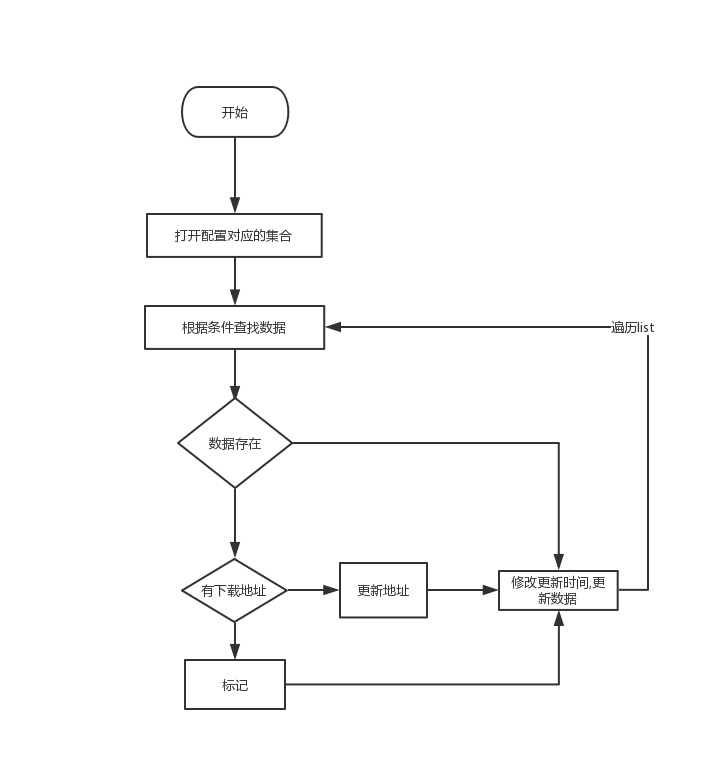 开始
打开配置对应的集合
根据条件查找数据
遍历list
数据存在
有下载地址
更新地址
修改更新时间,更
新数据
标记